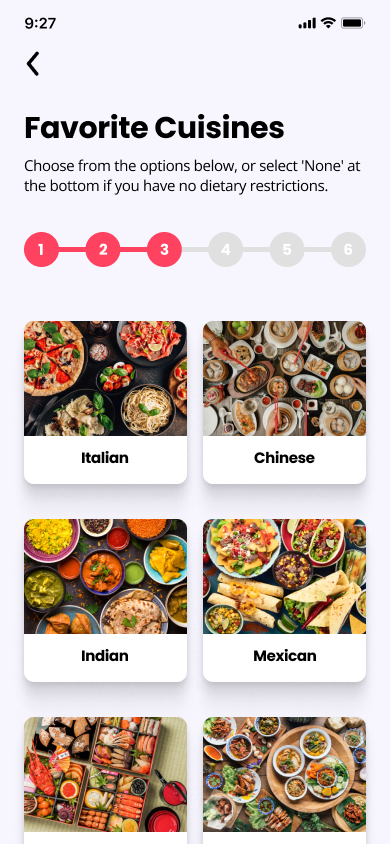 9:27
Favorite Cuisines
Choose from the options below, or select 'None' at
the bottom if you have no dietary restrictions.
1 2 3 4 5 6
Italian Chinese
Indian Mexican